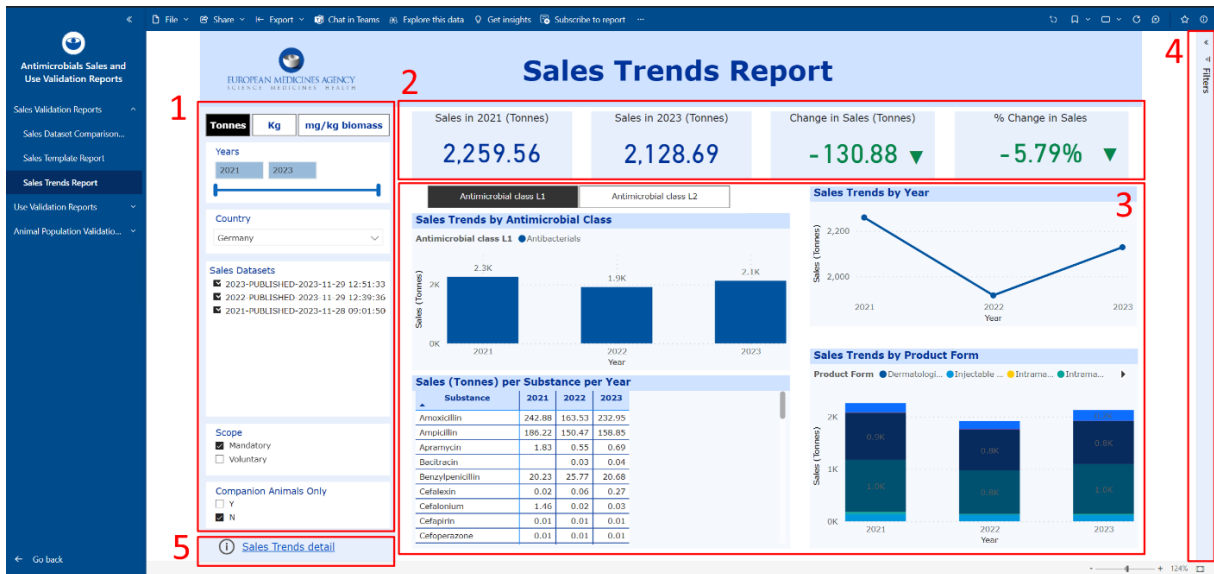 File
Share
Export
Chat in Teams
Explore this data
Get insights
Subscribe to report
Antimicrobials Sales and
Use Validation Reports
Sales Validation Reports
Sales Dataset Comparison...
Sales Template Report
Sales Trends Report
Use Validation Reports
Animal Population Validatio...
Go back
EUROPEAN MEDICINES AGENCY
SCIENCE MEDICINES HEALTH
Sales Trends Report
1
Tonnes Kg mg/kg biomass
Years
2021 2023
Country
Germany
Sales Datasets
2023-PUBLISHED-2023-11-29 12:51:33
2022-PUBLISHED-2023-11-29 12:39:36
2021-PUBLISHED-2023-11-28 09:01:50
Scope
Mandatory
Voluntary
Companion Animals Only
Y
N
5
Sales Trends detail
2
Sales in 2021 (Tonnes)
2,259.56
Sales in 2023 (Tonnes)
2,128.69
Change in Sales (Tonnes)
-130.88
% Change in Sales
-5.79%
3
Antimicrobial class L1 Antimicrobial class L2
Sales Trends by Antimicrobial Class
Antimicrobial class L1 Antibacterials
Sales (Tonnes)
2K
0K
2.3K 1.9K 2.1K
2021 2022 2023
Year
Sales (Tonnes) per Substance per Year
Substance 2021 2022 2023
Amoxicillin 242.88 163.53 232.95
Ampicillin 186.22 150.47 158.85
Apramycin 1.83 0.55 0.69
Bacitracin 0.03 0.04
Benzylpenicillin 20.23 25.77 20.68
Cefalexin 0.02 0.06 0.27
Cefalonium 1.46 0.02 0.03
Cefapirin 0.01 0.01 0.01
Cefoperazone 0.01 0.01 0.01
Sales Trends by Year
Sales (Tonnes)
2,200
2,000
2021 2022 2023
Year
Sales Trends by Product Form
Product Form Dermatologi... Injectable ... Intrama... Intrama...
Sales (Tonnes)
2K
1K
0K
0.9K 0.8K 0.8K
1.0K 0.8K 1.0K
2021 2022 2023
Year
4
Filters
124%